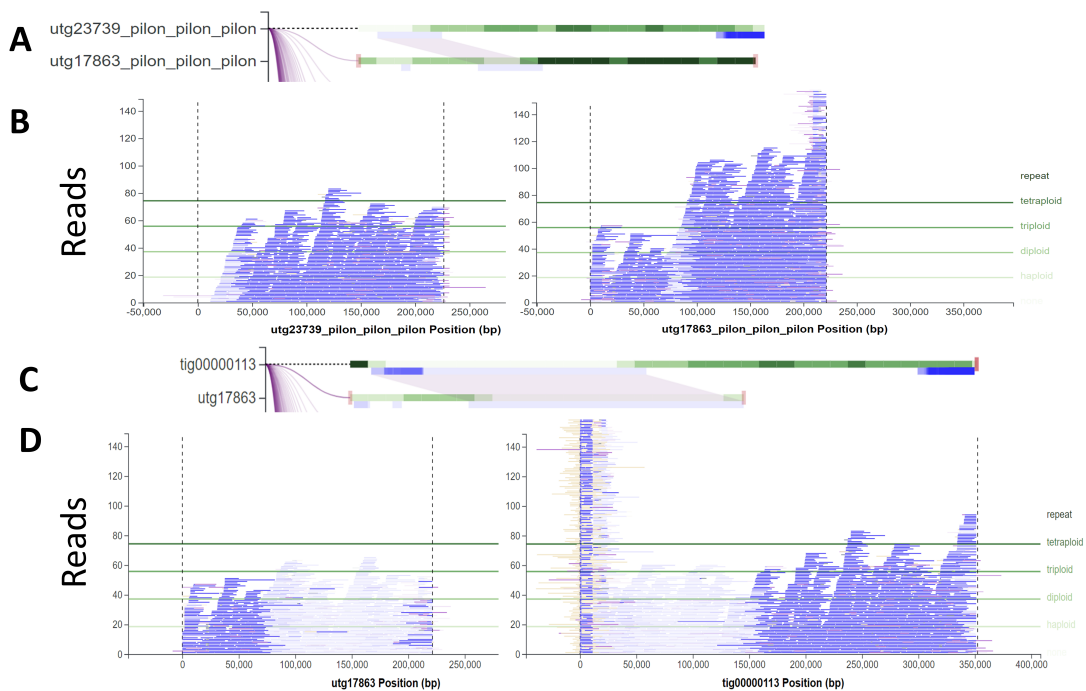 A
utg23739_pilon_pilon_pilon
utg17863_pilon_pilon_pilon
B
Reads
140
120
100
80
60
40
20
0
-50,000 0 50,000 100,000 150,000 200,000 250,000
utg23739_pilon_pilon_pilon Position (bp)
140
120
100
80
60
40
20
0
-50,000 0 50,000 100,000 150,000 200,000 250,000 300,000 350,000
utg17863_pilon_pilon_pilon Position (bp)
repeat
tetraploid
triploid
diploid
haploid
C
tig00000113
utg17863
D
Reads
140
120
100
80
60
40
20
0
0 50,000 100,000 150,000 200,000 250,000
utg17863 Position (bp)
140
120
100
80
60
40
20
0
0 50,000 100,000 150,000 200,000 250,000 300,000 350,000 400,000
tig00000113 Position (bp)
repeat
tetraploid
triploid
diploid
haploid